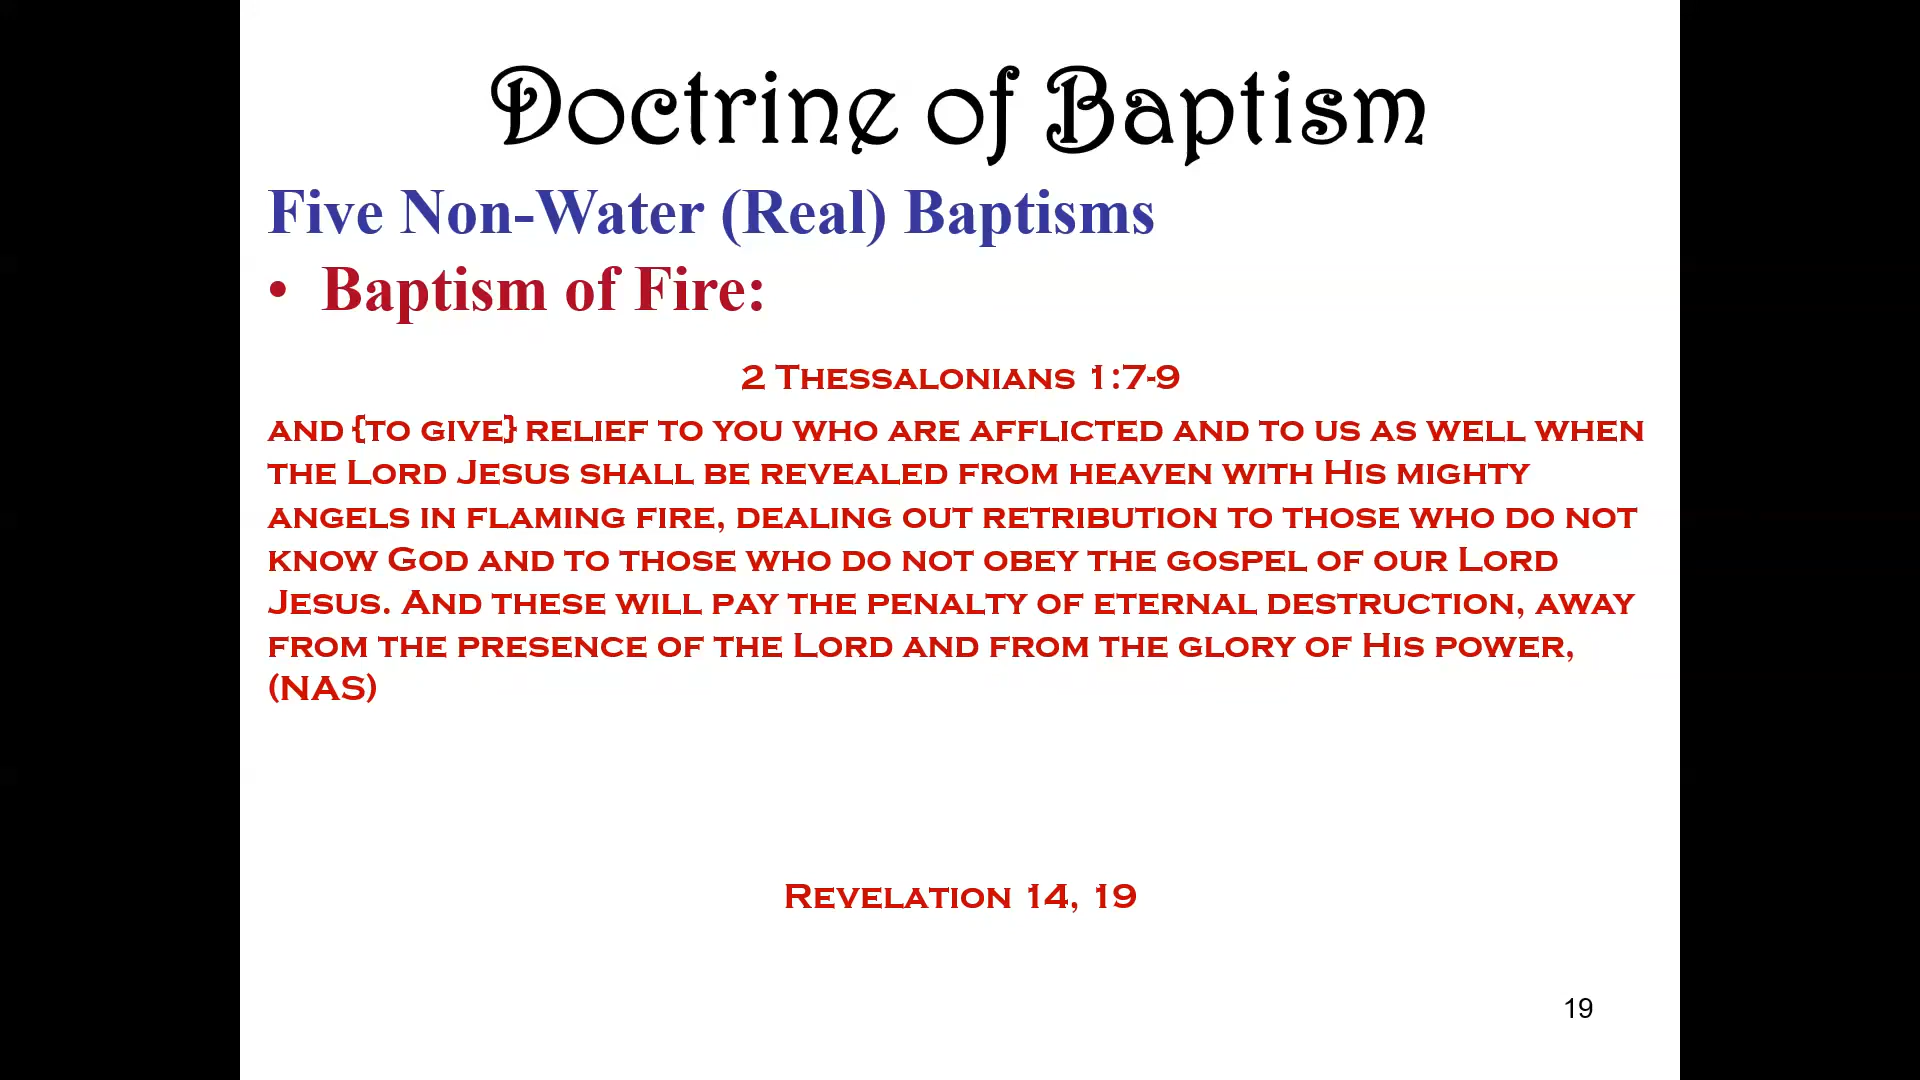 Doctrine of Baptism
Five Non-Water (Real) Baptisms
• Baptism of Fire:
2 Thessalonians 1:7-9
and {to give} relief to you who are afflicted and to us as well when
the Lord Jesus shall be revealed from heaven with His mighty
angels in flaming fire, dealing out retribution to those who do not
know God and to those who do not obey the gospel of our Lord
Jesus. And these will pay the penalty of eternal destruction, away
from the presence of the Lord and from the glory of His power,
(NAS)
Revelation 14, 19
19